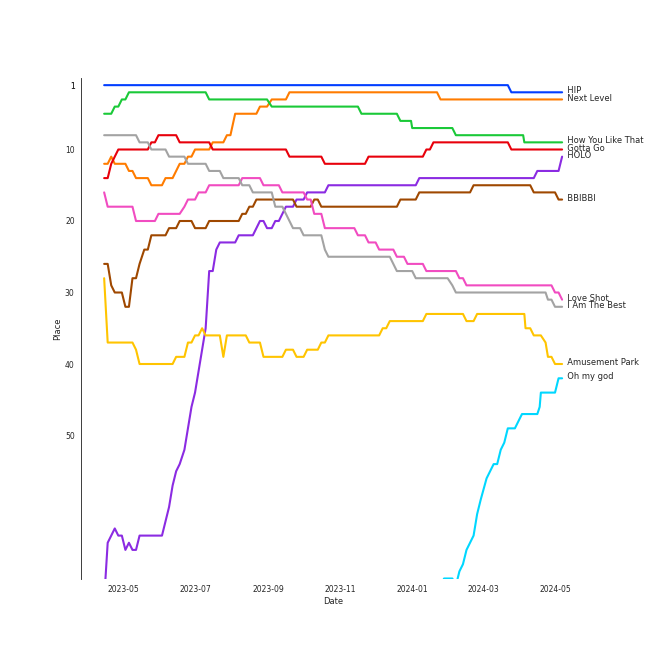 1
10
20
30
40
50
Place
HIP
Next Level
How You Like That
Gotta Go
HOLO
BBIBBI
Love Shot
I Am The Best
Amusement Park
Oh my god
2023-05 2023-07 2023-09 2023-11 2024-01 2024-03 2024-05
Date